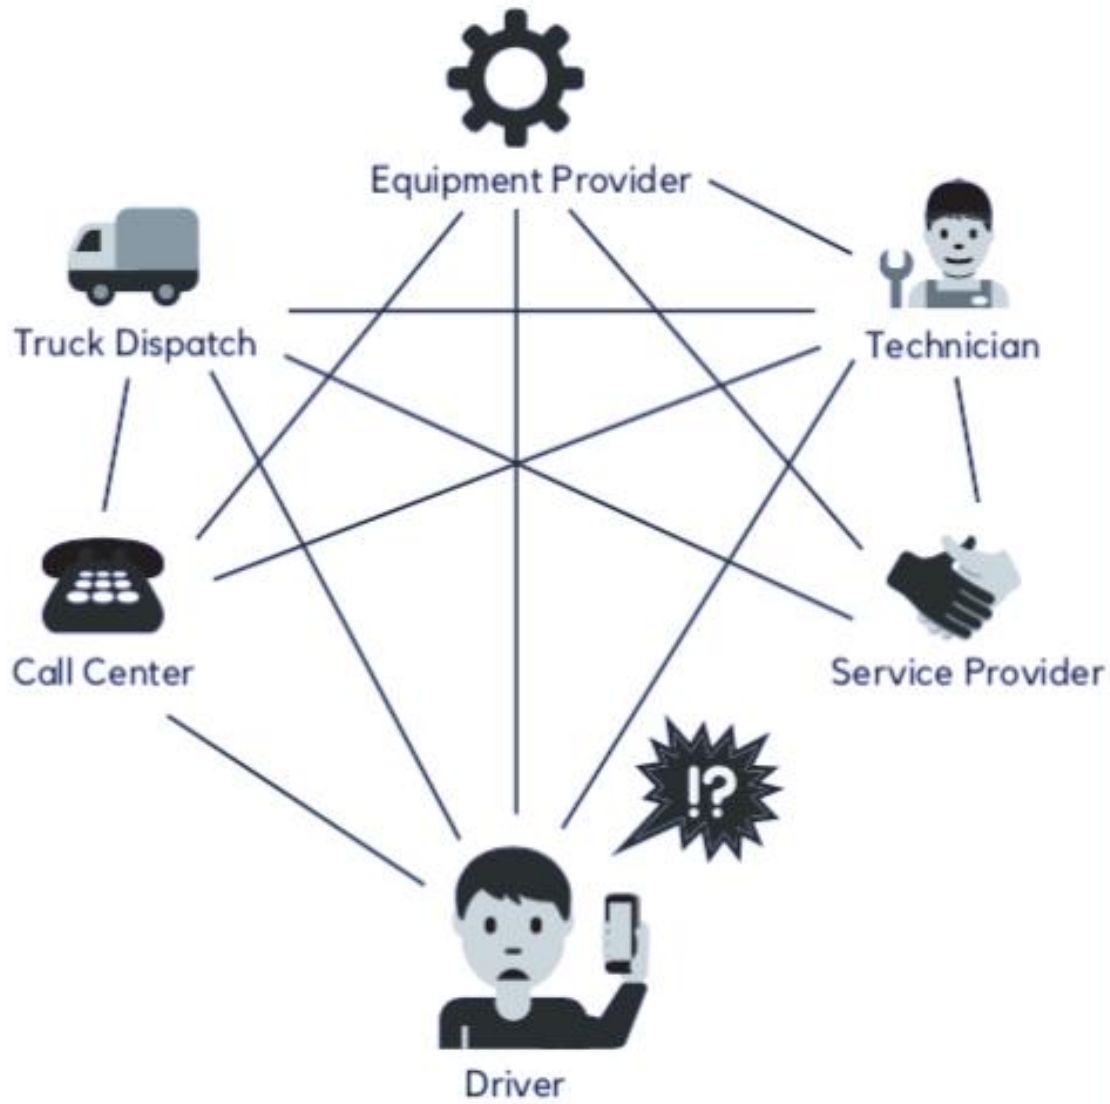 Equipment Provider
Truck Dispatch
Technician
Call Center
Service Provider
!?
Driver